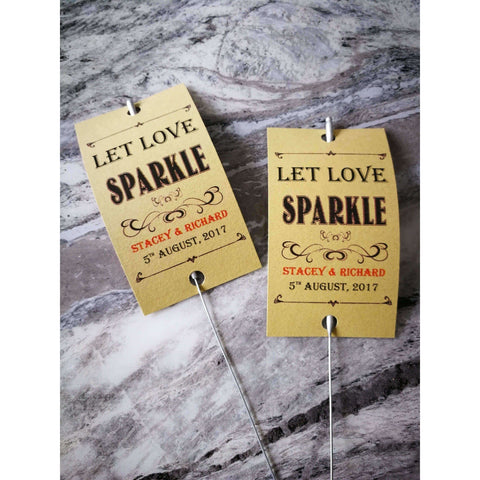 LET LOVE
SPARKLE
STACEY & RICHARD
5TH AUGUST, 2017
LET LOVE
SPARKLE
STACEY & RICHARD
5TH AUGUST, 2017